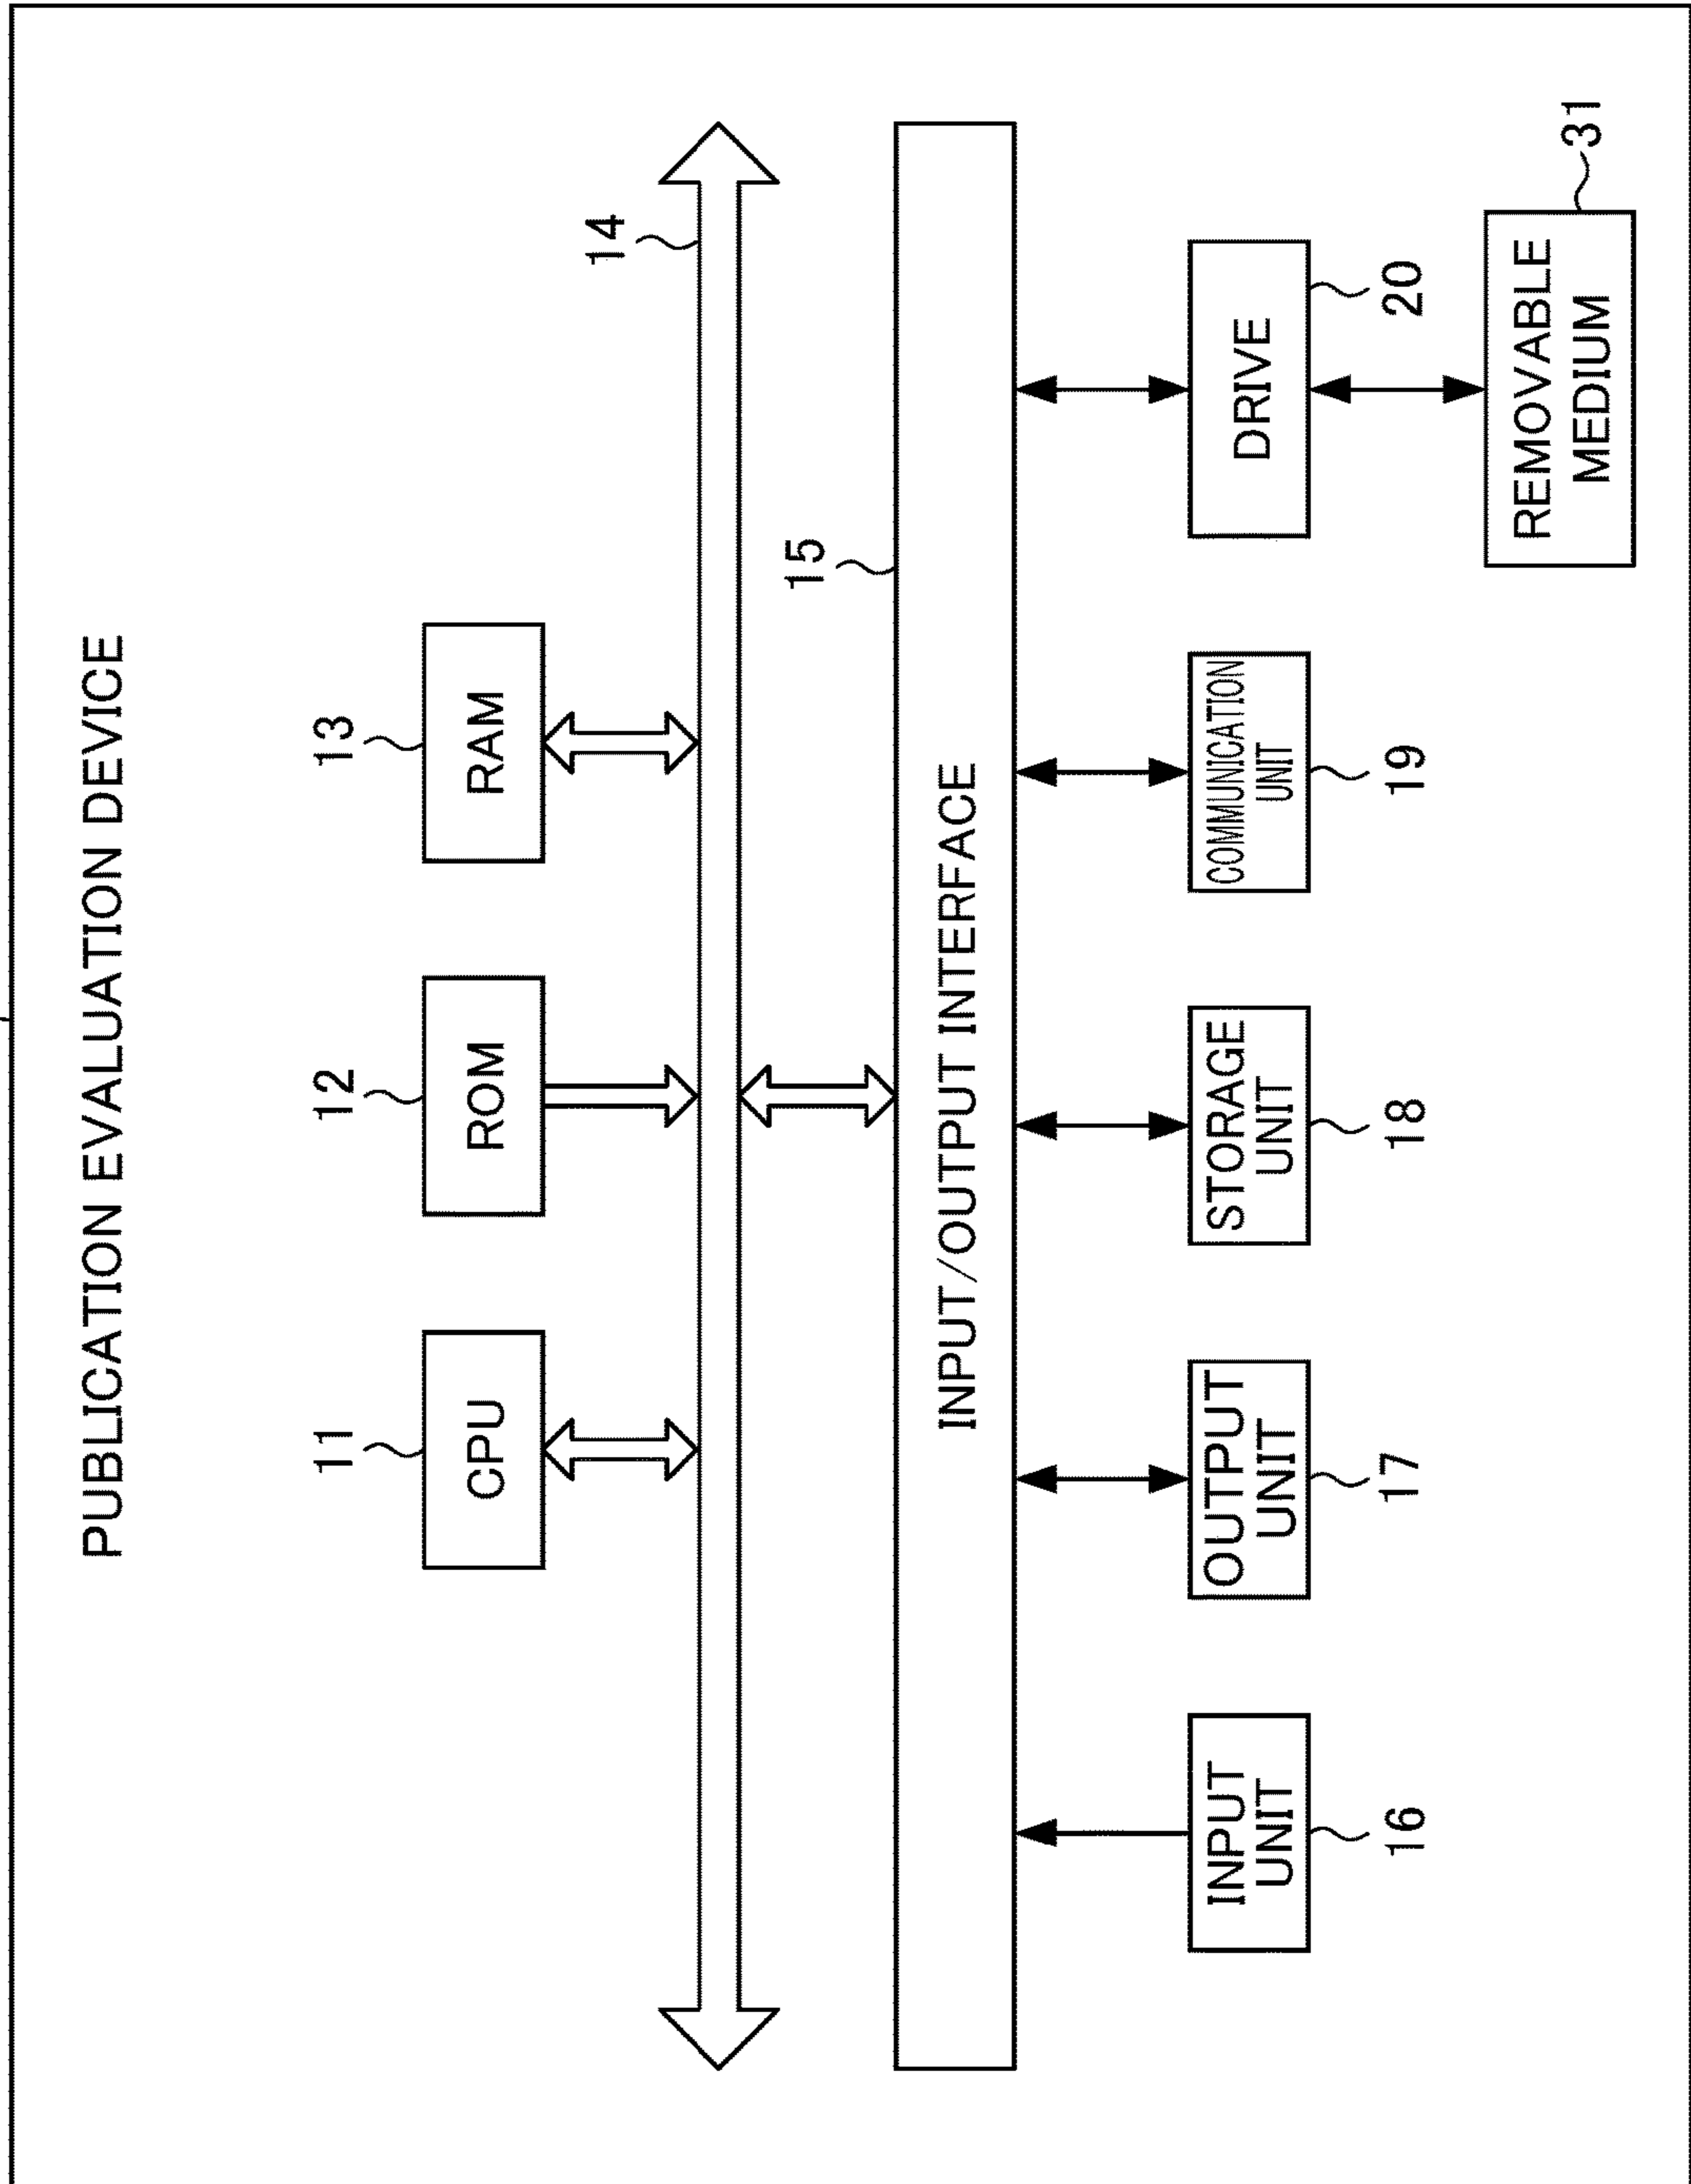 PUBLICATION EVALUATION DEVICE
11
12
13
CPU
ROM
RAM
14
15
INPUT/OUTPUT INTERFACE
INPUT
UNIT
OUTPUT
UNIT
STORAGE
UNIT
COMMUNICATION
UNIT
DRIVE
16
17
18
19
20
REMOVABLE
MEDIUM
31